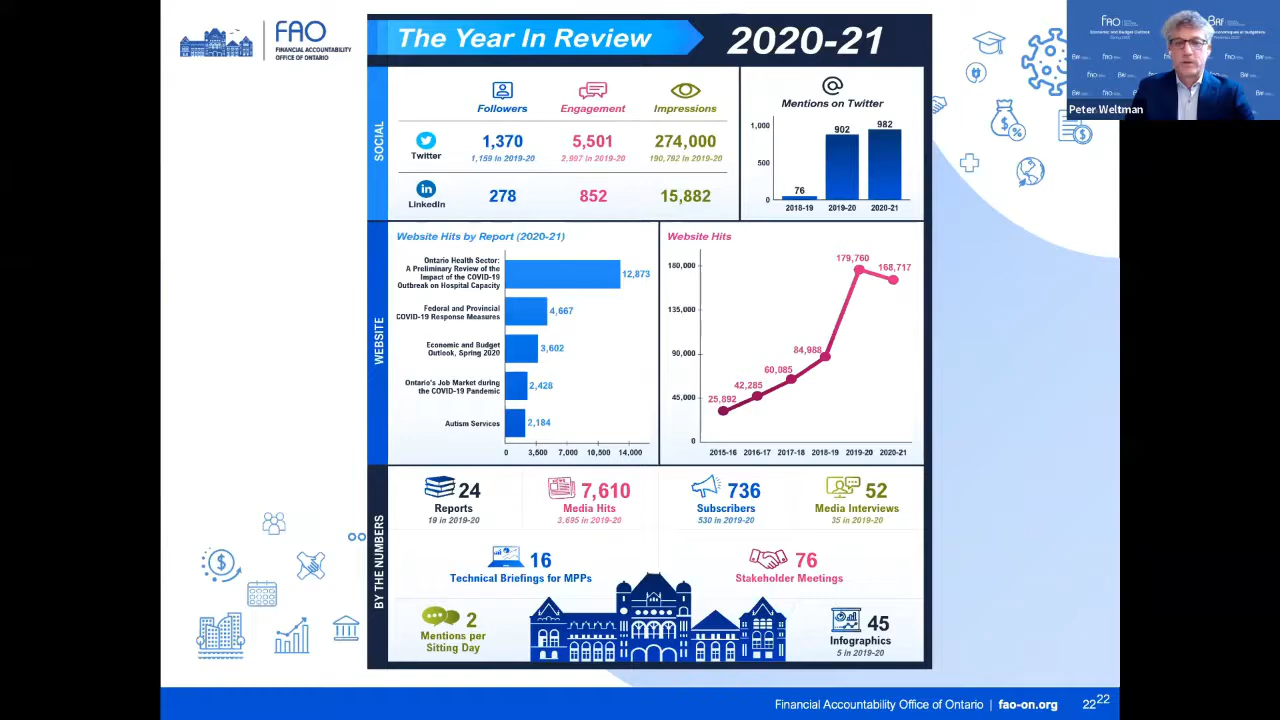 FAO
FINANCIAL ACCOUNTABILITY
OFFICE OF ONTARIO
The Year In Review
2020-21
SOCIAL
Followers
Engagement
Impressions
Twitter
1,370
5,501
274,000
1,159 in 2019-20
2,997 in 2019-20
190,792 in 2019-20
LinkedIn
278
852
15,882
Mentions on Twitter
1,000
500
0
76
902
982
2018-19
2019-20
2020-21
WEBSITE
Website Hits by Report (2020-21)
Ontario Health Sector:
A Preliminary Review of the
Impact of the COVID-19
Outbreak on Hospital Capacity
12,873
Federal and Provincial
COVID-19 Response Measures
4,667
Economic and Budget
Outlook, Spring 2020
3,602
Ontario's Job Market during
the COVID-19 Pandemic
2,428
Autism Services
2,184
0
3,500
7,000
10,500
14,000
Website Hits
180,000
135,000
90,000
45,000
0
25,892
42,285
60,085
84,988
179,760
168,717
2015-16
2016-17
2017-18
2018-19
2019-20
2020-21
BY THE NUMBERS
24
Reports
19 in 2019-20
7,610
Media Hits
3,695 in 2019-20
736
Subscribers
530 in 2019-20
52
Media Interviews
35 in 2019-20
16
Technical Briefings for MPPs
76
Stakeholder Meetings
2
Mentions per
Sitting Day
45
Infographics
5 in 2019-20
Peter Weltman
Financial Accountability Office of Ontario | fao-on.org
22
22